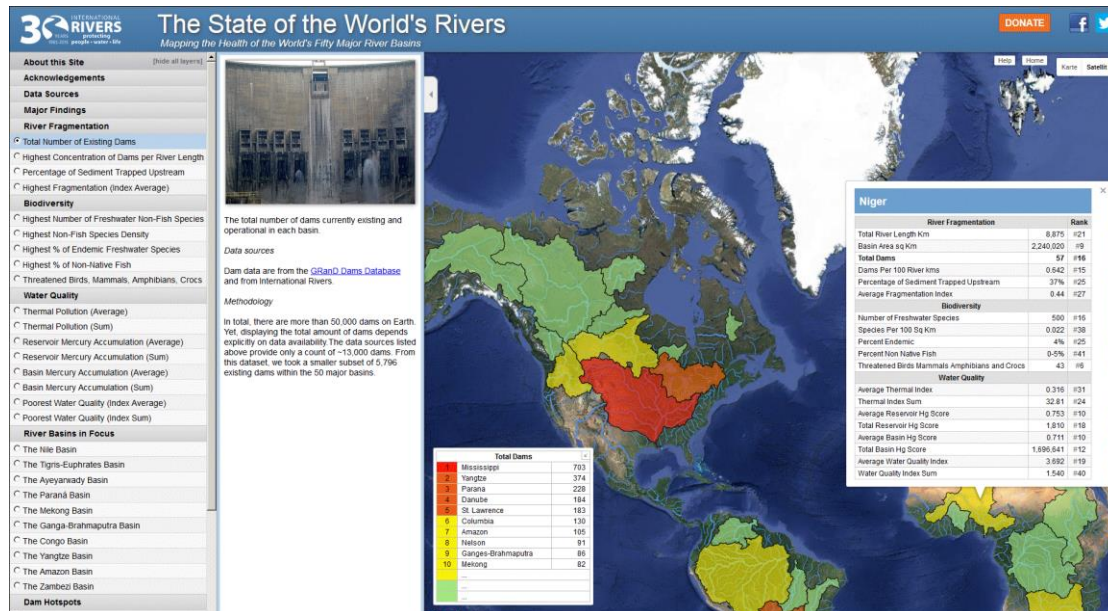 30 INTERNATIONAL
RIVERS
protecting
people • water • life
The State of the World's Rivers
Mapping the Health of the World's Fifty Major River Basins
DONATE
f
About this Site [hide all layers]
Acknowledgements
Data Sources
Major Findings
River Fragmentation
Total Number of Existing Dams
Highest Concentration of Dams per River Length
Percentage of Sediment Trapped Upstream
Highest Fragmentation (Index Average)
Biodiversity
Highest Number of Freshwater Non-Fish Species
Highest Non-Fish Species Density
Highest % of Endemic Freshwater Species
Highest % of Non-Native Fish
Threatened Birds, Mammals, Amphibians, Crocs
Water Quality
Thermal Pollution (Average)
Thermal Pollution (Sum)
Reservoir Mercury Accumulation (Average)
Reservoir Mercury Accumulation (Sum)
Basin Mercury Accumulation (Average)
Basin Mercury Accumulation (Sum)
Poorest Water Quality (Index Average)
Poorest Water Quality (Index Sum)
River Basins in Focus
The Nile Basin
The Tigris-Euphrates Basin
The Ayeyarwady Basin
The Paraná Basin
The Mekong Basin
The Ganga-Brahmaputra Basin
The Congo Basin
The Yangtze Basin
The Amazon Basin
The Zambezi Basin
Dam Hotspots
The total number of dams currently existing and
operational in each basin.
Data sources
Dam data are from the GRanD Dams Database
and from International Rivers.
Methodology
In total, there are more than 50,000 dams on Earth.
Yet, displaying the total amount of dams depends
explicitly on data availability.The data sources listed
above provide only a count of ~13,000 dams. From
this dataset, we took a smaller subset of 5,796
existing dams within the 50 major basins.
Help Home Karte Satellit
Total Dams
1 Mississippi 703
2 Yangtze 374
3 Parana 228
4 Danube 184
5 St. Lawrence 183
6 Columbia 130
7 Amazon 105
8 Nelson 91
9 Ganges-Brahmaputra 86
10 Mekong 82
...
...
...
Niger
River Fragmentation Rank
Total River Length Km 8,875 #21
Basin Area sq Km 2,240,020 #9
Total Dams 57 #16
Dams Per 100 River kms 0.642 #15
Percentage of Sediment Trapped Upstream 37% #25
Average Fragmentation Index 0.44 #27
Biodiversity
Number of Freshwater Species 500 #16
Species Per 100 Sq Km 0.022 #38
Percent Endemic 4% #25
Percent Non Native Fish 0-5% #41
Threatened Birds Mammals Amphibians and Crocs 43 #6
Water Quality
Average Thermal Index 0.316 #31
Thermal Index Sum 32.81 #24
Average Reservoir Hg Score 0.753 #10
Total Reservoir Hg Score 1,810 #18
Average Basin Hg Score 0.711 #10
Total Basin Hg Score 1,696,641 #12
Average Water Quality Index 3.692 #19
Water Quality Index Sum 1.540 #40